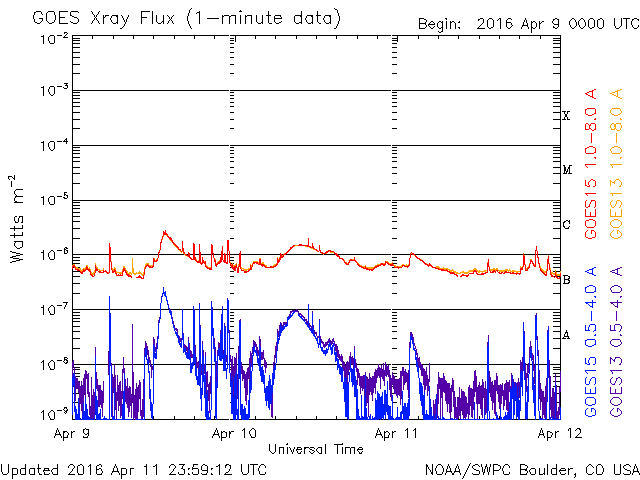 GOES Xray Flux (1-minute data)
Begin: 2016 Apr 9 0000 UTC
10⁻²
10⁻³
10⁻⁴
10⁻⁵
10⁻⁶
10⁻⁷
10⁻⁸
10⁻⁹
Watts m⁻²
X
M
C
B
A
GOES15 1.0-8.0 A
GOES13 1.0-8.0 A
GOES15 0.5-4.0 A
GOES13 0.5-4.0 A
Apr 9 Apr 10 Apr 11 Apr 12
Universal Time
Updated 2016 Apr 11 23:59:12 UTC
NOAA/SWPC Boulder, CO USA